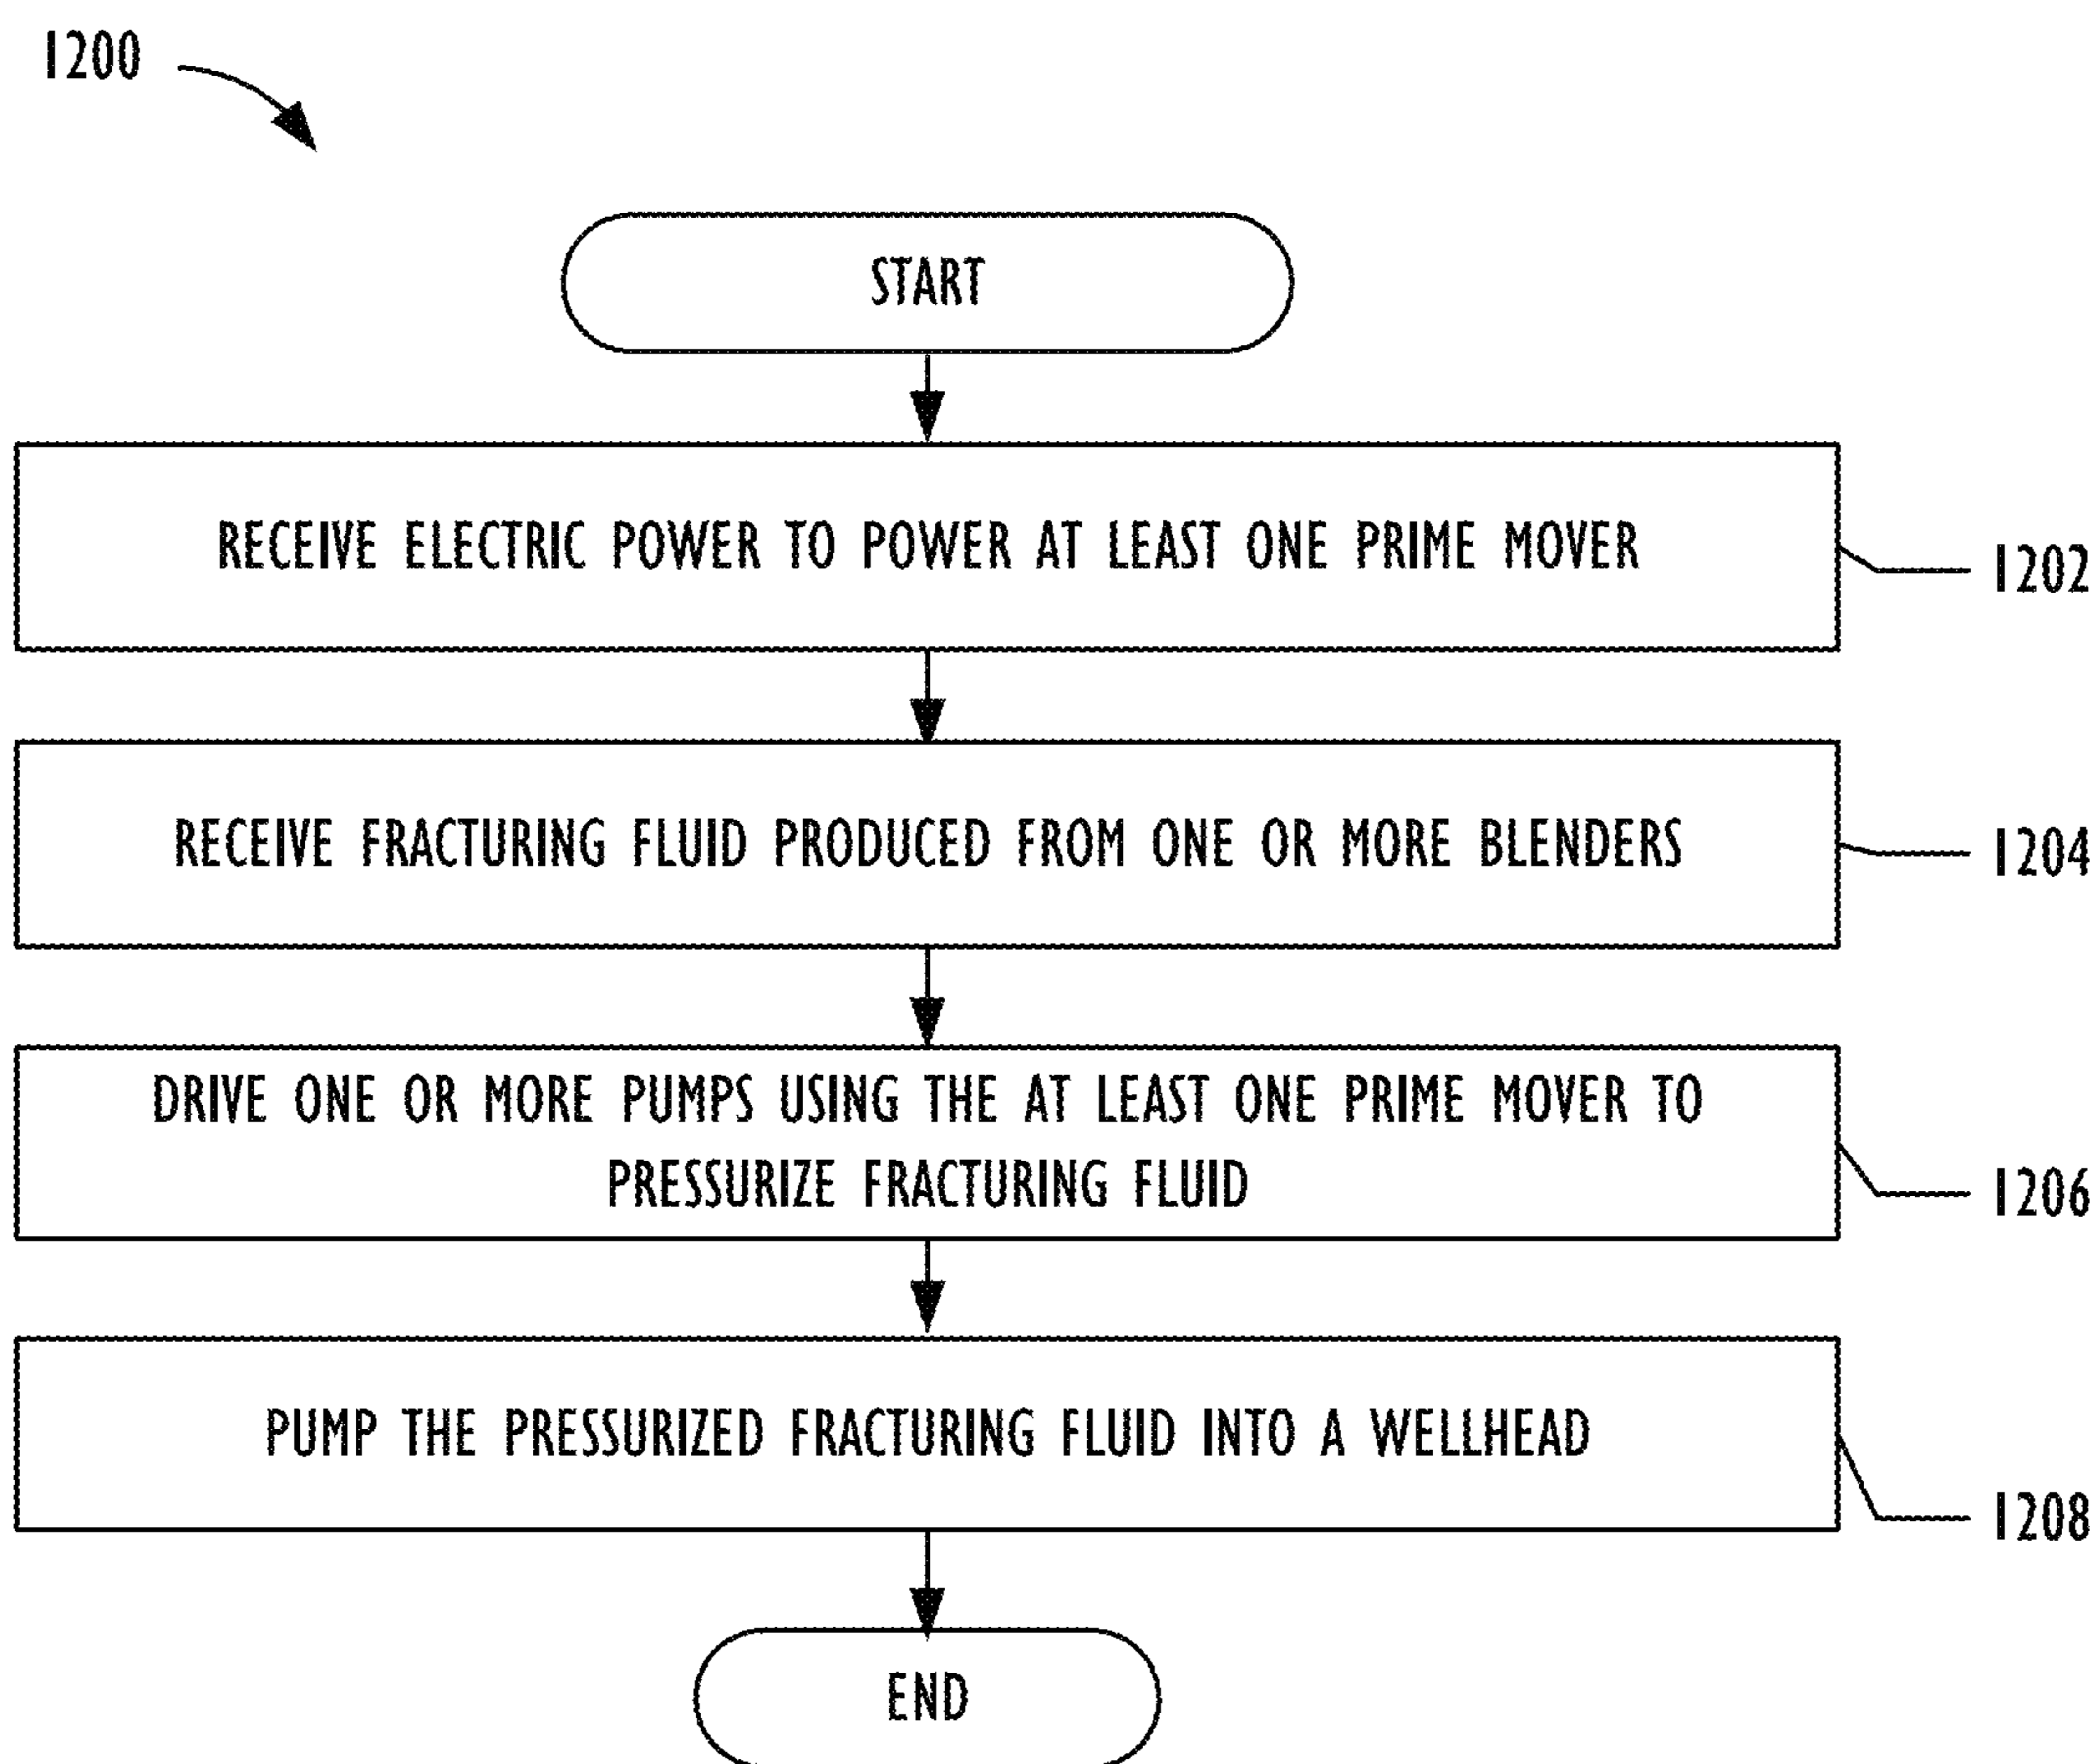 1200
START
RECEIVE ELECTRIC POWER TO POWER AT LEAST ONE PRIME MOVER
1202
RECEIVE FRACTURING FLUID PRODUCED FROM ONE OR MORE BLENDERS
1204
DRIVE ONE OR MORE PUMPS USING THE AT LEAST ONE PRIME MOVER TO
PRESSURIZE FRACTURING FLUID
1206
PUMP THE PRESSURIZED FRACTURING FLUID INTO A WELLHEAD
1208
END